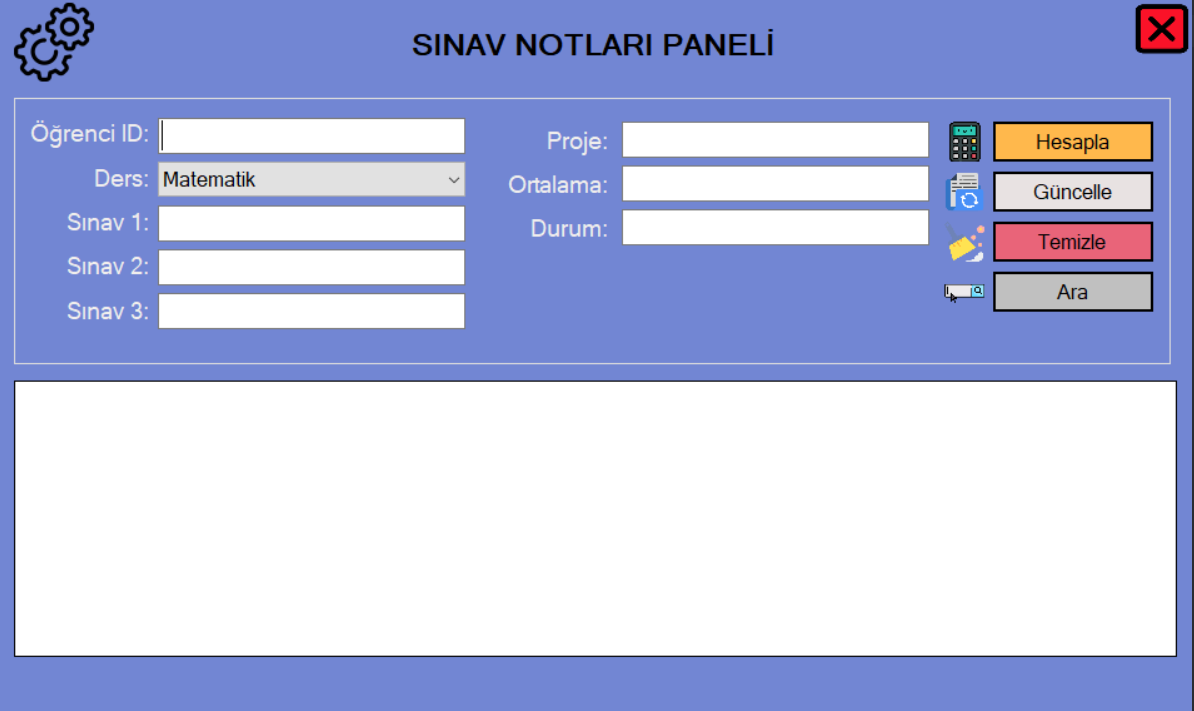 SINAV NOTLARI PANELİ
Öğrenci ID:
Ders: Matematik
Sınav 1:
Sınav 2:
Sınav 3:
Proje:
Ortalama:
Durum:
Hesapla
Güncelle
Temizle
Ara